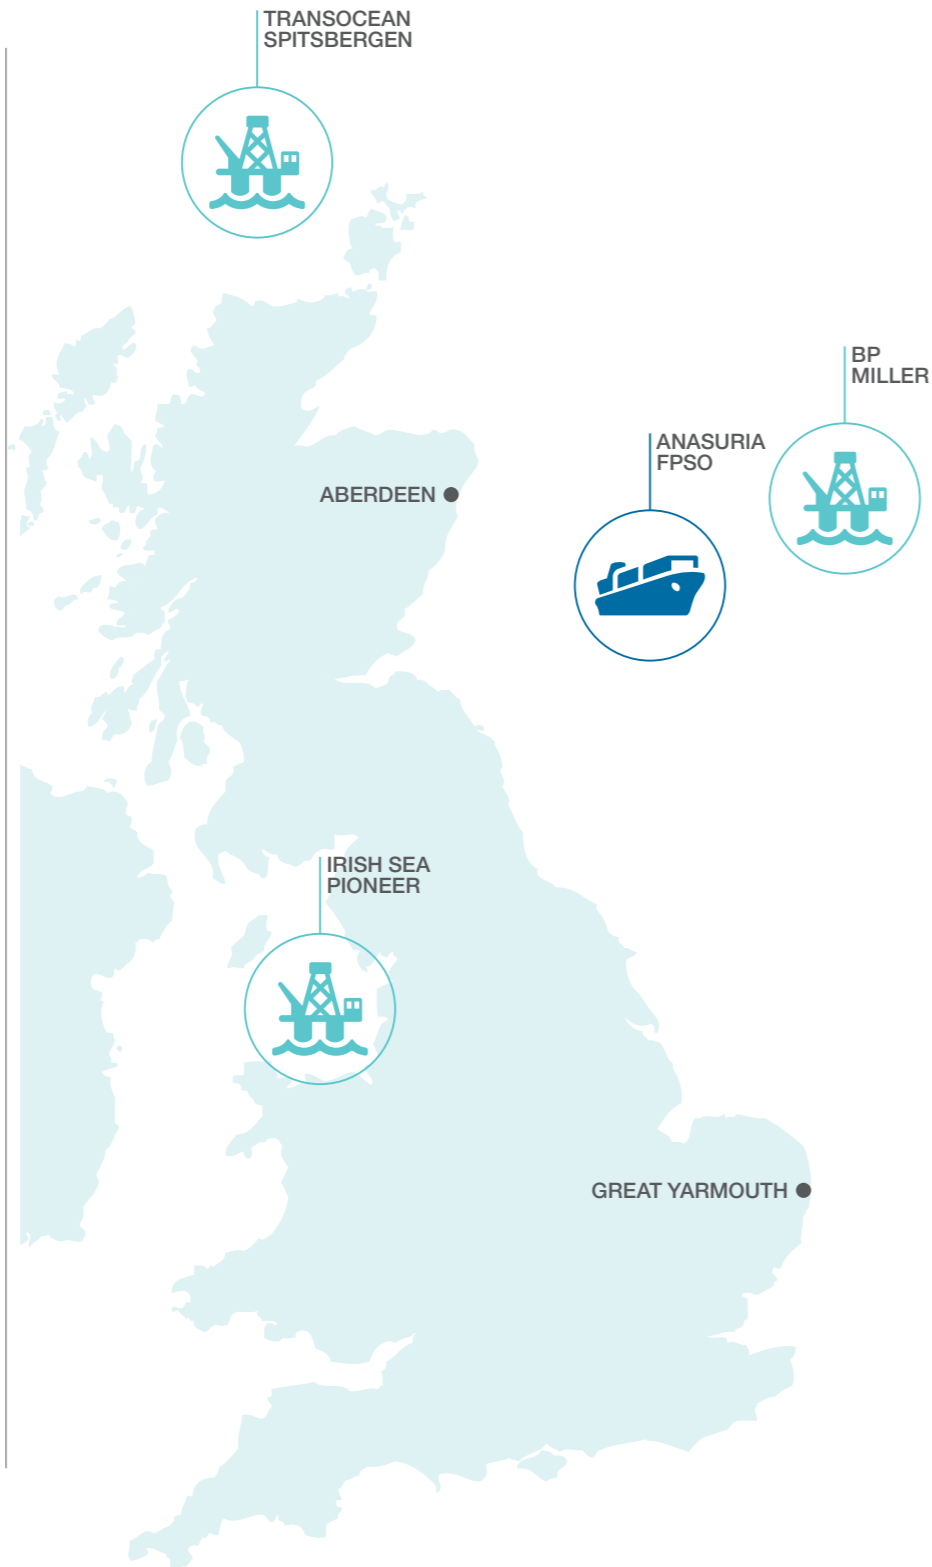 TRANSOCEAN
SPITSBERGEN
BP
MILLER
ANASURIA
FPSO
ABERDEEN
IRISH SEA
PIONEER
GREAT YARMOUTH